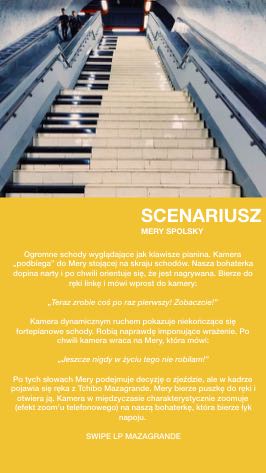 SCENARIUSZ
MERY SPOLSKY
Ogromne schody wyglądające jak klawisze pianina. Kamera
„podbiega" do Mery stojącej na skraju schodów. Nasza bohaterka
dopina narty i po chwili orientuje się, że jest nagrywana. Bierze do
ręki linkę i mówi wprost do kamery:
„Teraz zrobię coś po raz pierwszy! Zobaczcie!"
Kamera dynamicznym ruchem pokazuje niekończące się
fortepianowe schody. Robią naprawdę imponujące wrażenie. Po
chwili kamera wraca na Mery, która mówi:
„Jeszcze nigdy w życiu tego nie robiłam!"
Po tych słowach Mery podejmuje decyzję o zjeździe, ale w kadrze
pojawia się ręka z Tchibo Mazagrande. Mery bierze puszkę do ręki i
otwiera ją. Kamera w międzyczasie charakterystycznie zoomuje
(efekt zoom'u telefonowego) na naszą bohaterkę, która bierze łyk
napoju.
SWIPE LP MAZAGRANDE